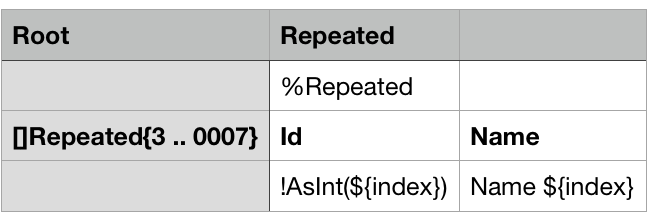 Root Repeated
%Repeated
[]Repeated{3 .. 0007} Id Name
!AsInt(${index}) Name ${index}